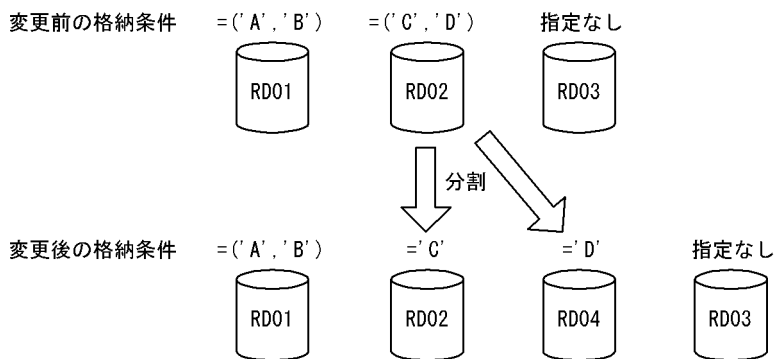 変更前の格納条件 =('A','B') =('C','D') 指定なし
RD01 RD02 RD03
分割
変更後の格納条件 =('A','B') ='C' ='D' 指定なし
RD01 RD02 RD04 RD03